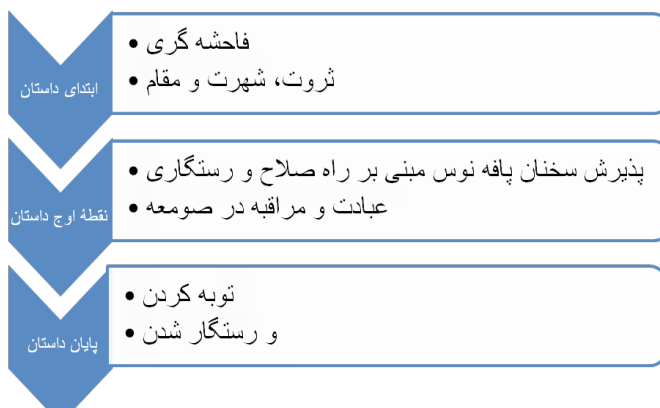 ابتدای داستان
• فاحشه گری
• ثروت، شهرت و مقام
نقطهٔ اوج داستان
• پذیرش سخنان پافه نوس مبنی بر راه صلاح و رستگاری
• عبادت و مراقبه در صومعه
پایان داستان
• توبه کردن
• و رستگار شدن